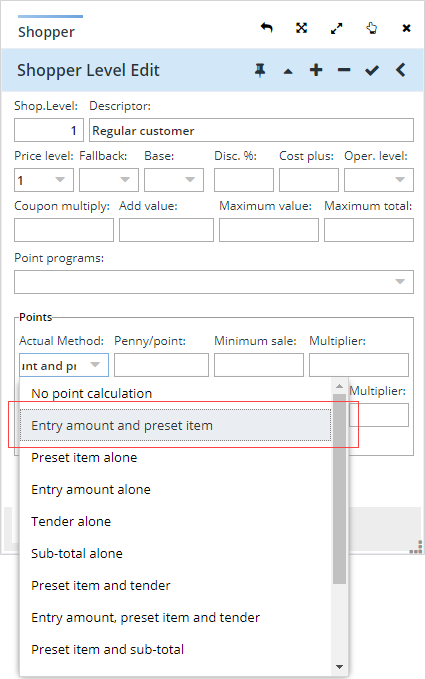 Shopper
Shopper Level Edit
Shop.Level: Descriptor:
1 Regular customer
Price level: Fallback: Base: Disc. %: Cost plus: Oper. level:
1
Coupon multiply: Add value: Maximum value: Maximum total:
Point programs:
Points
Actual Method: Penny/point: Minimum sale: Multiplier:
nt and pr
No point calculation
Multiplier:
Entry amount and preset item
Preset item alone
Entry amount alone
Tender alone
Sub-total alone
Preset item and tender
Entry amount, preset item and tender
Preset item and sub-total